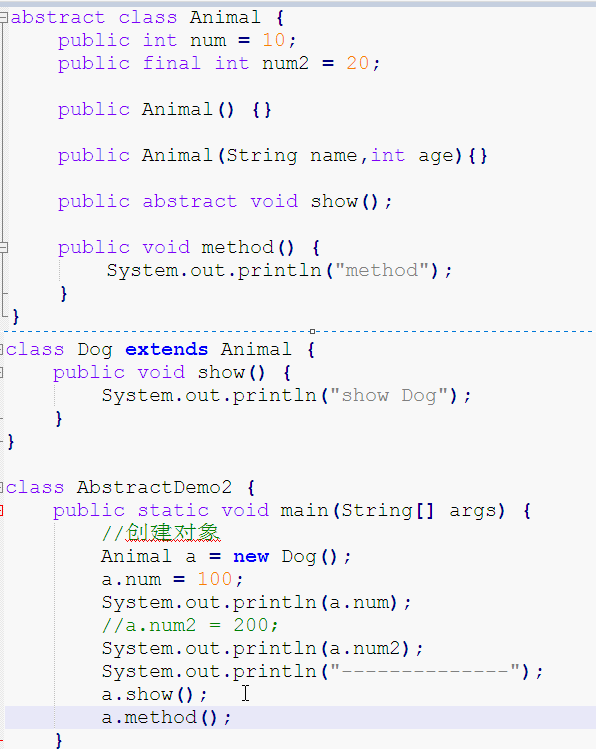 abstract class Animal {
    public int num = 10;
    public final int num2 = 20;
    public Animal() {}
    public Animal(String name,int age){}
    public abstract void show();
    public void method() {
        System.out.println("method");
    }
}
class Dog extends Animal {
    public void show() {
        System.out.println("show Dog");
    }
}
class AbstractDemo2 {
    public static void main(String[] args) {
        //创建对象
        Animal a = new Dog();
        a.num = 100;
        System.out.println(a.num);
        //a.num2 = 200;
        System.out.println(a.num2);
        System.out.println("--------------");
        a.show();
        a.method();
    }